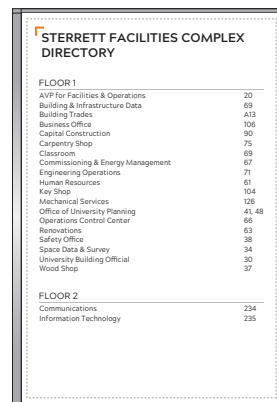 STERRETT FACILITIES COMPLEX
DIRECTORY
FLOOR 1
AVP for Facilities & Operations 20
Building & Infrastructure Data 69
Building Trades A13
Business Office 106
Capital Construction 90
Carpentry Shop 75
Classroom 69
Commissioning & Energy Management 67
Engineering Operations 71
Human Resources 61
Key Shop 104
Mechanical Services 126
Office of University Planning 41, 48
Operations Control Center 66
Renovations 63
Safety Office 38
Space Data & Survey 34
University Building Official 30
Wood Shop 37
FLOOR 2
Communications 234
Information Technology 235